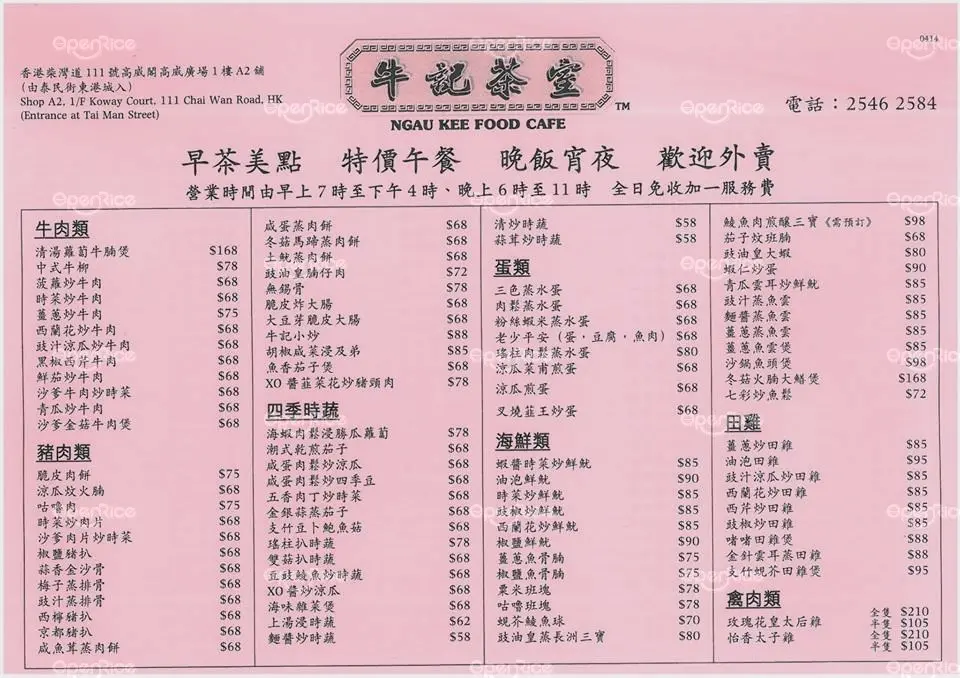 0414
香港柴灣道 111 號高威閣高威廣場 1 樓 A2 舖
(由泰民街東港城入)
Shop A2, 1/F Koway Court, 111 Chai Wan Road, HK
(Entrance at Tai Man Street)
牛記茶室 TM
NGAU KEE FOOD CAFE
電話：2546 2584
早茶美點 特價午餐 晚飯宵夜 歡迎外賣
營業時間由早上 7 時至下午 4 時、晚上 6 時至 11 時 全日免收加一服務費
牛肉類
清湯蘿蔔牛腩煲 $168
中式牛柳 $78
菠蘿炒牛肉 $68
時菜炒牛肉 $68
薑蔥炒牛肉 $75
西蘭花炒牛肉 $68
豉汁涼瓜炒牛肉 $68
黑椒西芹牛肉 $68
鮮茄炒牛肉 $68
沙爹牛肉炒時菜 $68
青瓜炒牛肉 $68
沙爹金菇牛肉煲 $68
豬肉類
脆皮肉餅 $75
涼瓜炆火腩 $68
咕嚕肉 $75
時菜炒肉片 $68
沙爹肉片炒時菜 $68
椒鹽豬扒 $68
蒜香金沙骨 $68
梅子蒸排骨 $68
豉汁蒸排骨 $68
西檸豬扒 $68
京都豬扒 $68
咸魚茸蒸肉餅 $68
咸蛋蒸肉餅 $68
冬菇馬蹄蒸肉餅 $68
土魷蒸肉餅 $68
豉油皇腩仔肉 $72
無錫骨 $78
脆皮炸大腸 $68
大豆芽脆皮大腸 $68
牛記小炒 $88
胡椒咸菜浸及弟 $85
魚香茄子煲 $68
XO 醬韮菜花炒豬頸肉 $78
四季時蔬
海蝦肉鬆浸勝瓜蘿蔔 $78
潮式乾煎茄子 $68
咸蛋肉鬆炒涼瓜 $68
咸蛋肉鬆炒四季豆 $68
五香肉丁炒時菜 $68
金銀蒜蒸茄子 $68
支竹豆卜鮑魚菇 $68
瑤柱扒時蔬 $78
雙菇扒時蔬 $68
豆豉鯪魚炒時蔬 $68
XO 醬炒涼瓜 $68
海味雜菜煲 $68
上湯浸時蔬 $62
麵醬炒時蔬 $58
清炒時蔬 $58
蒜茸炒時蔬 $58
蛋類
三色蒸水蛋 $68
肉鬆蒸水蛋 $68
粉絲蝦米蒸水蛋 $68
老少平安 (蛋，豆腐，魚肉) $68
瑤柱肉鬆蒸水蛋 $80
涼瓜菜甫煎蛋 $68
涼瓜煎蛋 $68
叉燒韮王炒蛋 $68
海鮮類
蝦醬時菜炒鮮魷 $85
油泡鮮魷 $90
時菜炒鮮魷 $85
豉椒炒鮮魷 $85
西蘭花炒鮮魷 $85
椒鹽鮮魷 $90
薑蔥魚骨腩 $75
椒鹽魚骨腩 $75
粟米班塊 $78
咕嚕班塊 $78
蜆芥鯪魚球 $70
豉油皇蒸長洲三寶 $80
鯪魚肉煎釀三寶《需預訂》 $98
茄子炆班腩 $68
豉油皇大蝦 $80
蝦仁炒蛋 $90
青瓜雲耳炒鮮魷 $85
豉汁蒸魚雲 $85
麵醬蒸魚雲 $85
薑蔥蒸魚雲 $85
薑蔥魚雲煲 $85
沙鍋魚頭煲 $98
冬菇火腩大鱔煲 $168
七彩炒魚鬆 $72
田雞
薑蔥炒田雞 $85
油泡田雞 $95
豉汁涼瓜炒田雞 $85
西蘭花炒田雞 $85
西芹炒田雞 $85
豉椒炒田雞 $85
啫啫田雞煲 $88
金針雲耳蒸田雞 $88
支竹蜆芥田雞煲 $95
禽肉類
玫瑰花皇太后雞 全隻 $210
半隻 $105
怡香太子雞 全隻 $210
半隻 $105